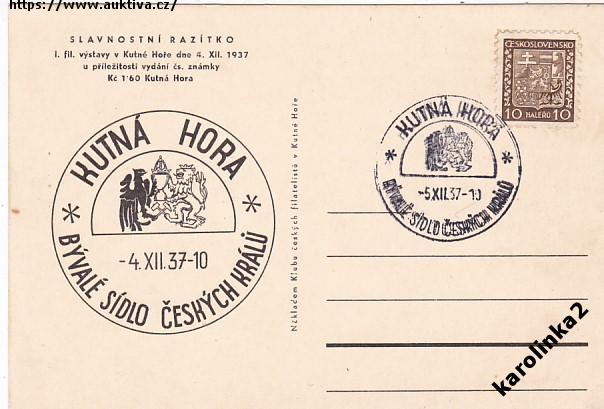 https://www.auktiva.cz/
SLAVNOSTNÍ RAZÍTKO
I. fil. výstavy v Kutné Hoře dne 4. XII. 1937
u příležitosti vydání čs. známky
Kč 1·60 Kutná Hora
KUTNÁ HORA
-4.XII.37-10
* BÝVALÉ SÍDLO ČESKÝCH KRÁLŮ *
Nákladem Klubu českých filatelistů v Kutné Hoře
ČESKOSLOVENSKO
10 HALÉŘŮ 10
KUTNÁ HORA
-5.XII.37-10
* BÝVALÉ SÍDLO ČESKÝCH KRÁLŮ *
karolinka2